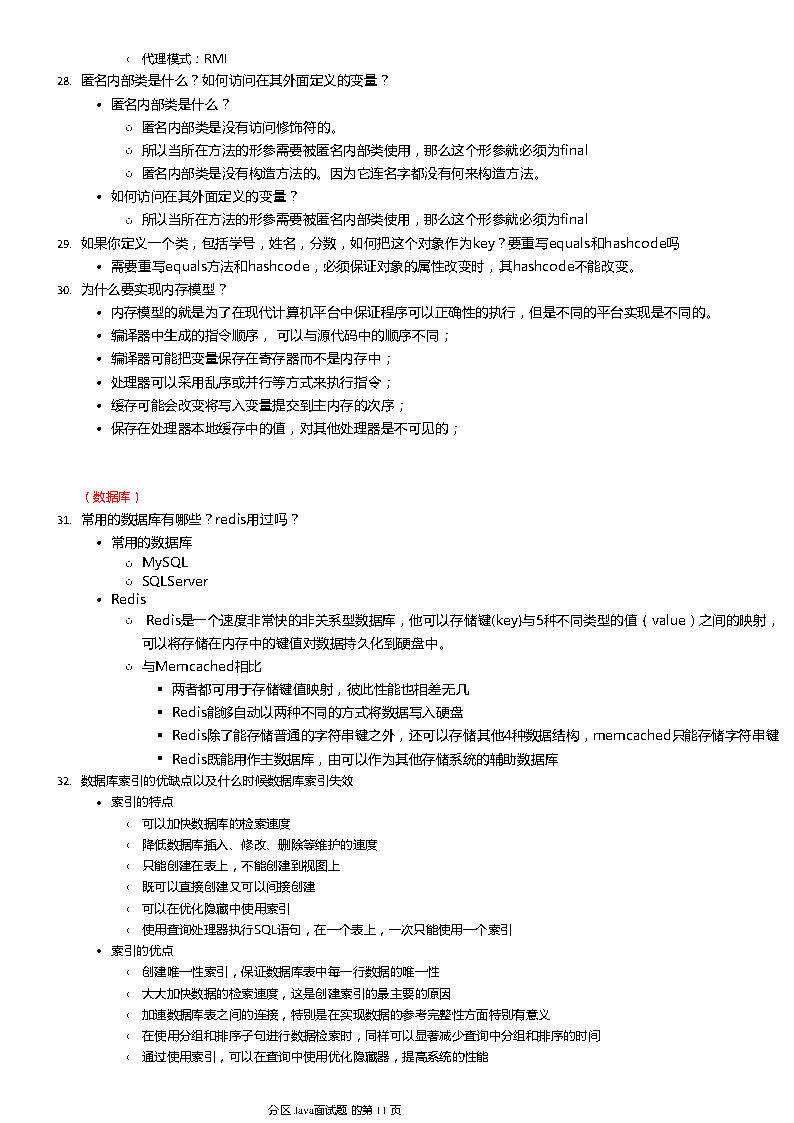 代理模式：RMI
28. 匿名内部类是什么？如何访问在其外面定义的变量？
• 匿名内部类是什么？
○ 匿名内部类是没有访问修饰符的。
○ 所以当所在方法的形参需要被匿名内部类使用，那么这个形参就必须为final
○ 匿名内部类是没有构造方法的。因为它连名字都没有何来构造方法。
• 如何访问在其外面定义的变量？
○ 所以当所在方法的形参需要被匿名内部类使用，那么这个形参就必须为final
29. 如果你定义一个类，包括学号，姓名，分数，如何把这个对象作为key？要重写equals和hashcode吗
• 需要重写equals方法和hashcode，必须保证对象的属性改变时，其hashcode不能改变。
30. 为什么要实现内存模型？
• 内存模型的就是为了在现代计算机平台中保证程序可以正确性的执行，但是不同的平台实现是不同的。
• 编译器中生成的指令顺序， 可以与源代码中的顺序不同；
• 编译器可能把变量保存在寄存器而不是内存中；
• 处理器可以采用乱序或并行等方式来执行指令；
• 缓存可能会改变将写入变量提交到主内存的次序；
• 保存在处理器本地缓存中的值，对其他处理器是不可见的；
（数据库）
31. 常用的数据库有哪些？redis用过吗？
• 常用的数据库
○ MySQL
○ SQLServer
• Redis
○ Redis是一个速度非常快的非关系型数据库，他可以存储键(key)与5种不同类型的值（value）之间的映射，
可以将存储在内存中的键值对数据持久化到硬盘中。
○ 与Memcached相比
▪ 两者都可用于存储键值映射，彼此性能也相差无几
▪ Redis能够自动以两种不同的方式将数据写入硬盘
▪ Redis除了能存储普通的字符串键之外，还可以存储其他4种数据结构，memcached只能存储字符串键
▪ Redis既能用作主数据库，由可以作为其他存储系统的辅助数据库
32. 数据库索引的优缺点以及什么时候数据库索引失效
• 索引的特点
可以加快数据库的检索速度
降低数据库插入、修改、删除等维护的速度
只能创建在表上，不能创建到视图上
既可以直接创建又可以间接创建
可以在优化隐藏中使用索引
使用查询处理器执行SQL语句，在一个表上，一次只能使用一个索引
• 索引的优点
创建唯一性索引，保证数据库表中每一行数据的唯一性
大大加快数据的检索速度，这是创建索引的最主要的原因
加速数据库表之间的连接，特别是在实现数据的参考完整性方面特别有意义
在使用分组和排序子句进行数据检索时，同样可以显著减少查询中分组和排序的时间
通过使用索引，可以在查询中使用优化隐藏器，提高系统的性能
分区 Java面试题 的第 11 页